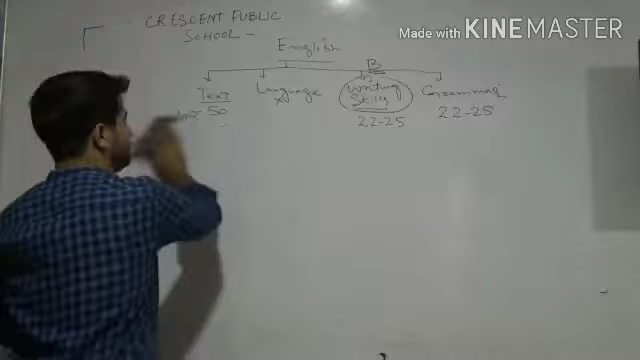 - CRESCENT PUBLIC
SCHOOL -
Made with KINEMASTER
English
B
Text Language Writing Skills Grammar
50 22-25 22-25